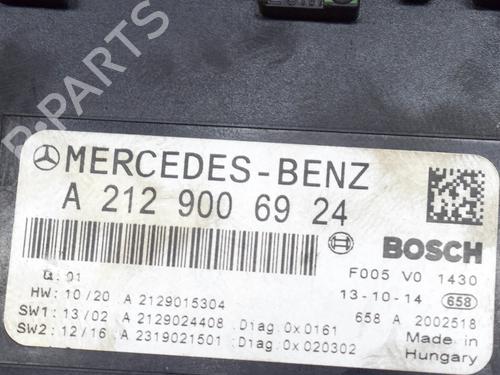 B-PARTS
MERCEDES-BENZ
A 212 900 69 24
BOSCH
Q: 01
F005 V0 1430
HW: 10/20 A 2129015304
13-10-14 658
SW1: 13/02 A 2129024408 Diag.0x0161
658 A 2002518
SW2: 12/16 A 2319021501 Diag.0x020302
Made in
Hungary